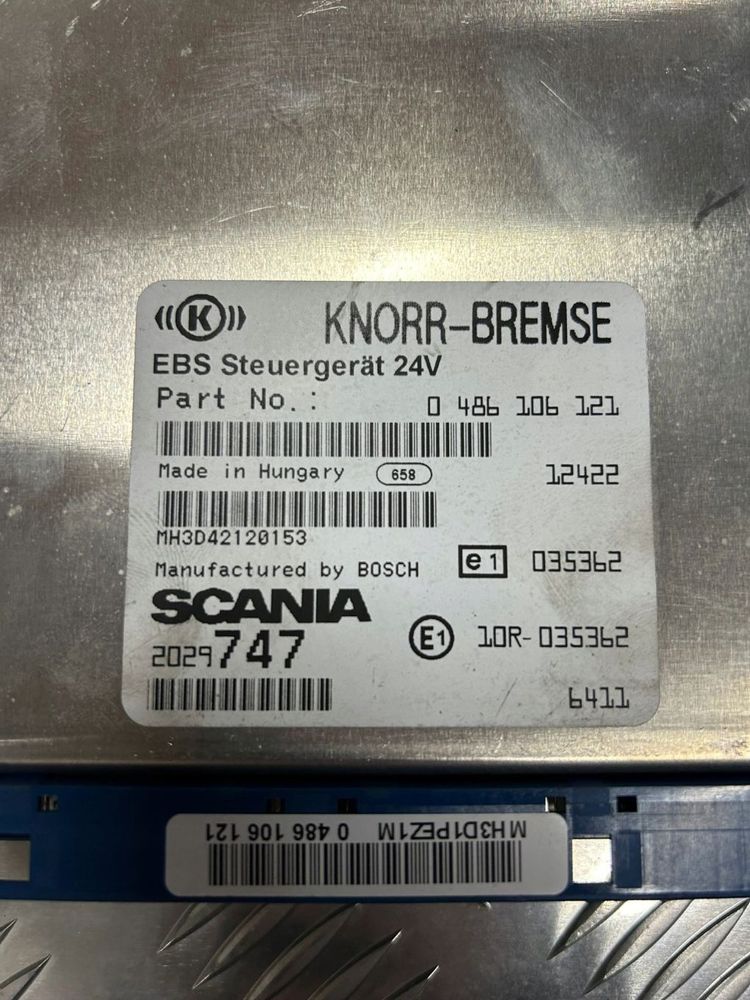 ((K)) KNORR-BREMSE
EBS Steuergerät 24V
Part No.: 0 486 106 121
Made in Hungary 658 12422
MH3D42120153
Manufactured by BOSCH e1 035362
SCANIA
2029747 E1 10R-035362
6411
MH3D1PEZ1M 0 486 106 121